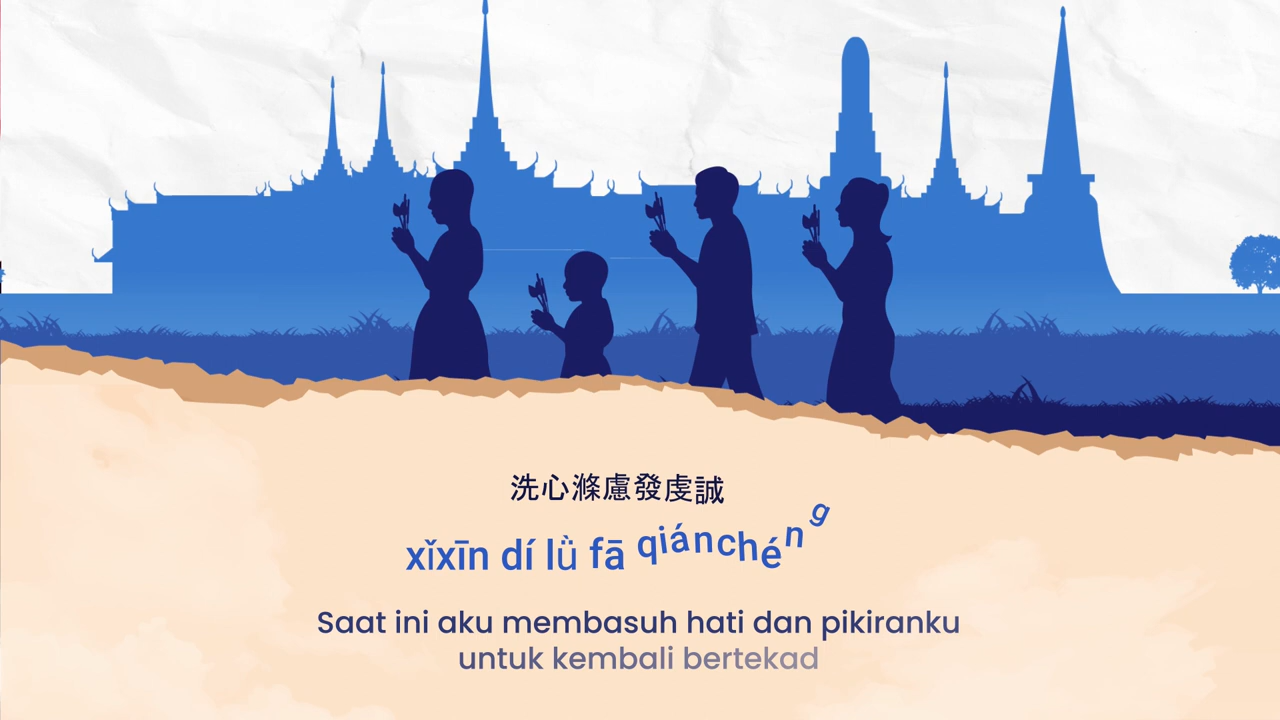 洗心滌慮發虔誠
xǐxīn dí lǜ fā qiánchéng
Saat ini aku membasuh hati dan pikiranku
untuk kembali bertekad